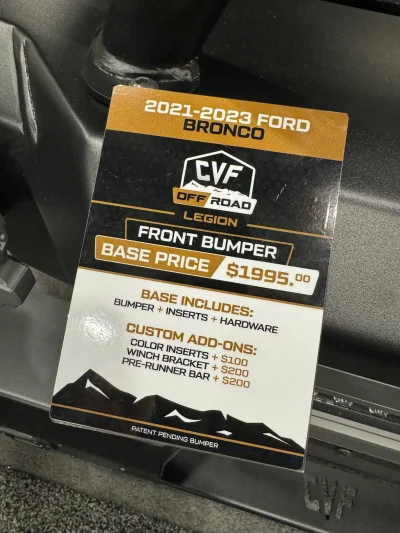 2021-2023 FORD
BRONCO
CVF
OFF ROAD
LEGION
FRONT BUMPER
BASE PRICE $1995.00
BASE INCLUDES:
BUMPER + INSERTS + HARDWARE
CUSTOM ADD-ONS:
COLOR INSERTS + $100
WINCH BRACKET + $200
PRE-RUNNER BAR + $200
PATENT PENDING BUMPER
CVF